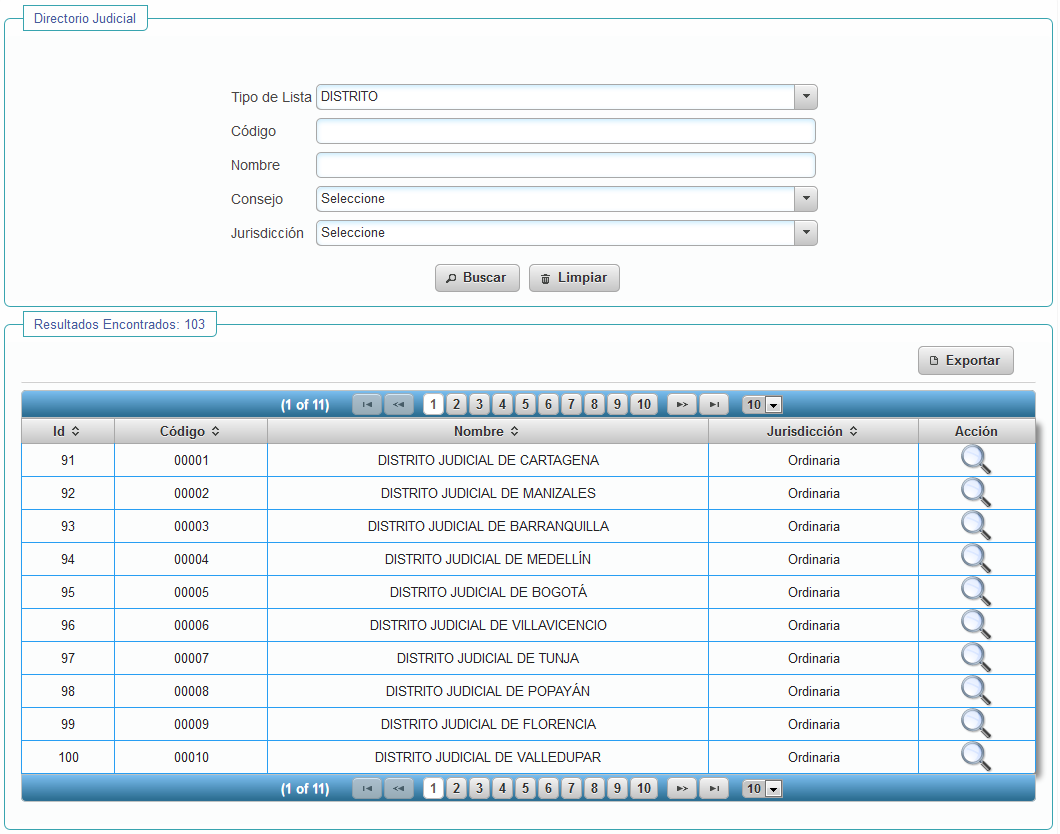 Directorio Judicial
Tipo de Lista DISTRITO
Código
Nombre
Consejo Seleccione
Jurisdicción Seleccione
Buscar Limpiar
Resultados Encontrados: 103
Exportar
(1 of 11) 1 2 3 4 5 6 7 8 9 10 10
Id Código Nombre Jurisdicción Acción
91 00001 DISTRITO JUDICIAL DE CARTAGENA Ordinaria
92 00002 DISTRITO JUDICIAL DE MANIZALES Ordinaria
93 00003 DISTRITO JUDICIAL DE BARRANQUILLA Ordinaria
94 00004 DISTRITO JUDICIAL DE MEDELLÍN Ordinaria
95 00005 DISTRITO JUDICIAL DE BOGOTÁ Ordinaria
96 00006 DISTRITO JUDICIAL DE VILLAVICENCIO Ordinaria
97 00007 DISTRITO JUDICIAL DE TUNJA Ordinaria
98 00008 DISTRITO JUDICIAL DE POPAYÁN Ordinaria
99 00009 DISTRITO JUDICIAL DE FLORENCIA Ordinaria
100 00010 DISTRITO JUDICIAL DE VALLEDUPAR Ordinaria
(1 of 11) 1 2 3 4 5 6 7 8 9 10 10